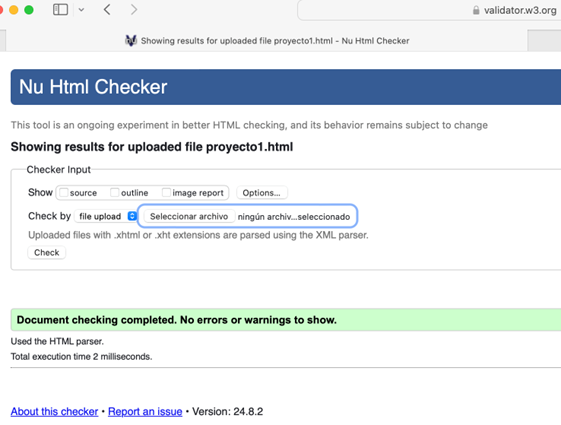 validator.w3.org
Showing results for uploaded file proyecto1.html - Nu Html Checker
Nu Html Checker
This tool is an ongoing experiment in better HTML checking, and its behavior remains subject to change
Showing results for uploaded file proyecto1.html
Checker Input
Show source outline image report Options...
Check by file upload Seleccionar archivo ningún archiv...seleccionado
Uploaded files with .xhtml or .xht extensions are parsed using the XML parser.
Check
Document checking completed. No errors or warnings to show.
Used the HTML parser.
Total execution time 2 milliseconds.
About this checker • Report an issue • Version: 24.8.2